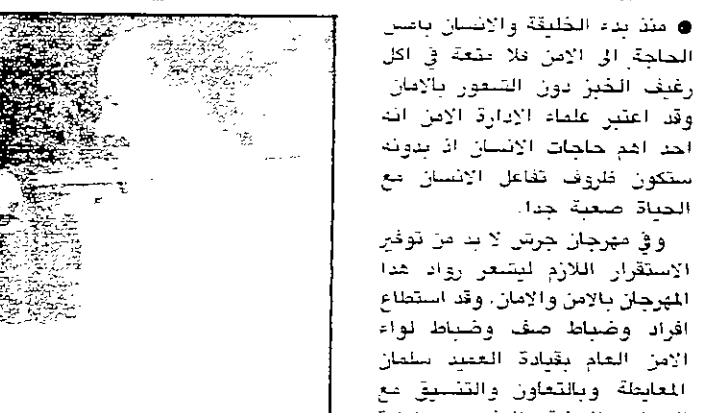 ● منذ بدء الخليقة والانسان بامس
الحاجة الى الامن فلا متعة في اكل
رغيف الخبز دون الشعور بالامان
وقد اعتبر علماء الادارة الامن انه
احد اهم حاجات الانسان اذ بدونه
ستكون ظروف تفاعل الانسان مع
الحياة صعبة جدا.
وفي مهرجان جرش لا بد من توفير
الاستقرار اللازم ليشعر رواد هذا
المهرجان بالامن والامان. وقد استطاع
افراد وضباط صف وضباط لواء
الامن العام بقيادة العميد سلمان
المعايطة وبالتعاون والتنسيق مع